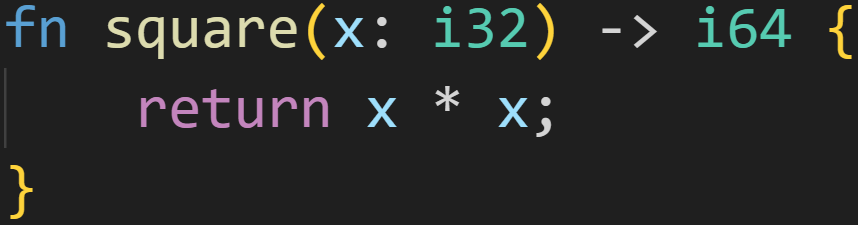 fn square(x: i32) -> i64 {
    return x * x;
}